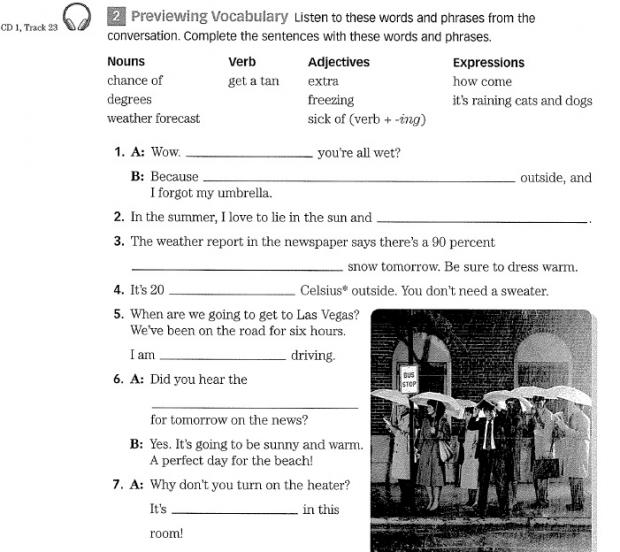 CD 1, Track 23
2 Previewing Vocabulary Listen to these words and phrases from the
conversation. Complete the sentences with these words and phrases.
Nouns Verb Adjectives Expressions
chance of get a tan extra how come
degrees freezing it's raining cats and dogs
weather forecast sick of (verb + -ing)
1. A: Wow. ____________ you're all wet?
B: Because ____________ outside, and
I forgot my umbrella.
2. In the summer, I love to lie in the sun and ____________.
3. The weather report in the newspaper says there's a 90 percent
____________ snow tomorrow. Be sure to dress warm.
4. It's 20 ____________ Celsius* outside. You don't need a sweater.
5. When are we going to get to Las Vegas?
We've been on the road for six hours.
I am ____________ driving.
BUS
STOP
6. A: Did you hear the
____________
for tomorrow on the news?
B: Yes. It's going to be sunny and warm.
A perfect day for the beach!
7. A: Why don't you turn on the heater?
It's ____________ in this
room!